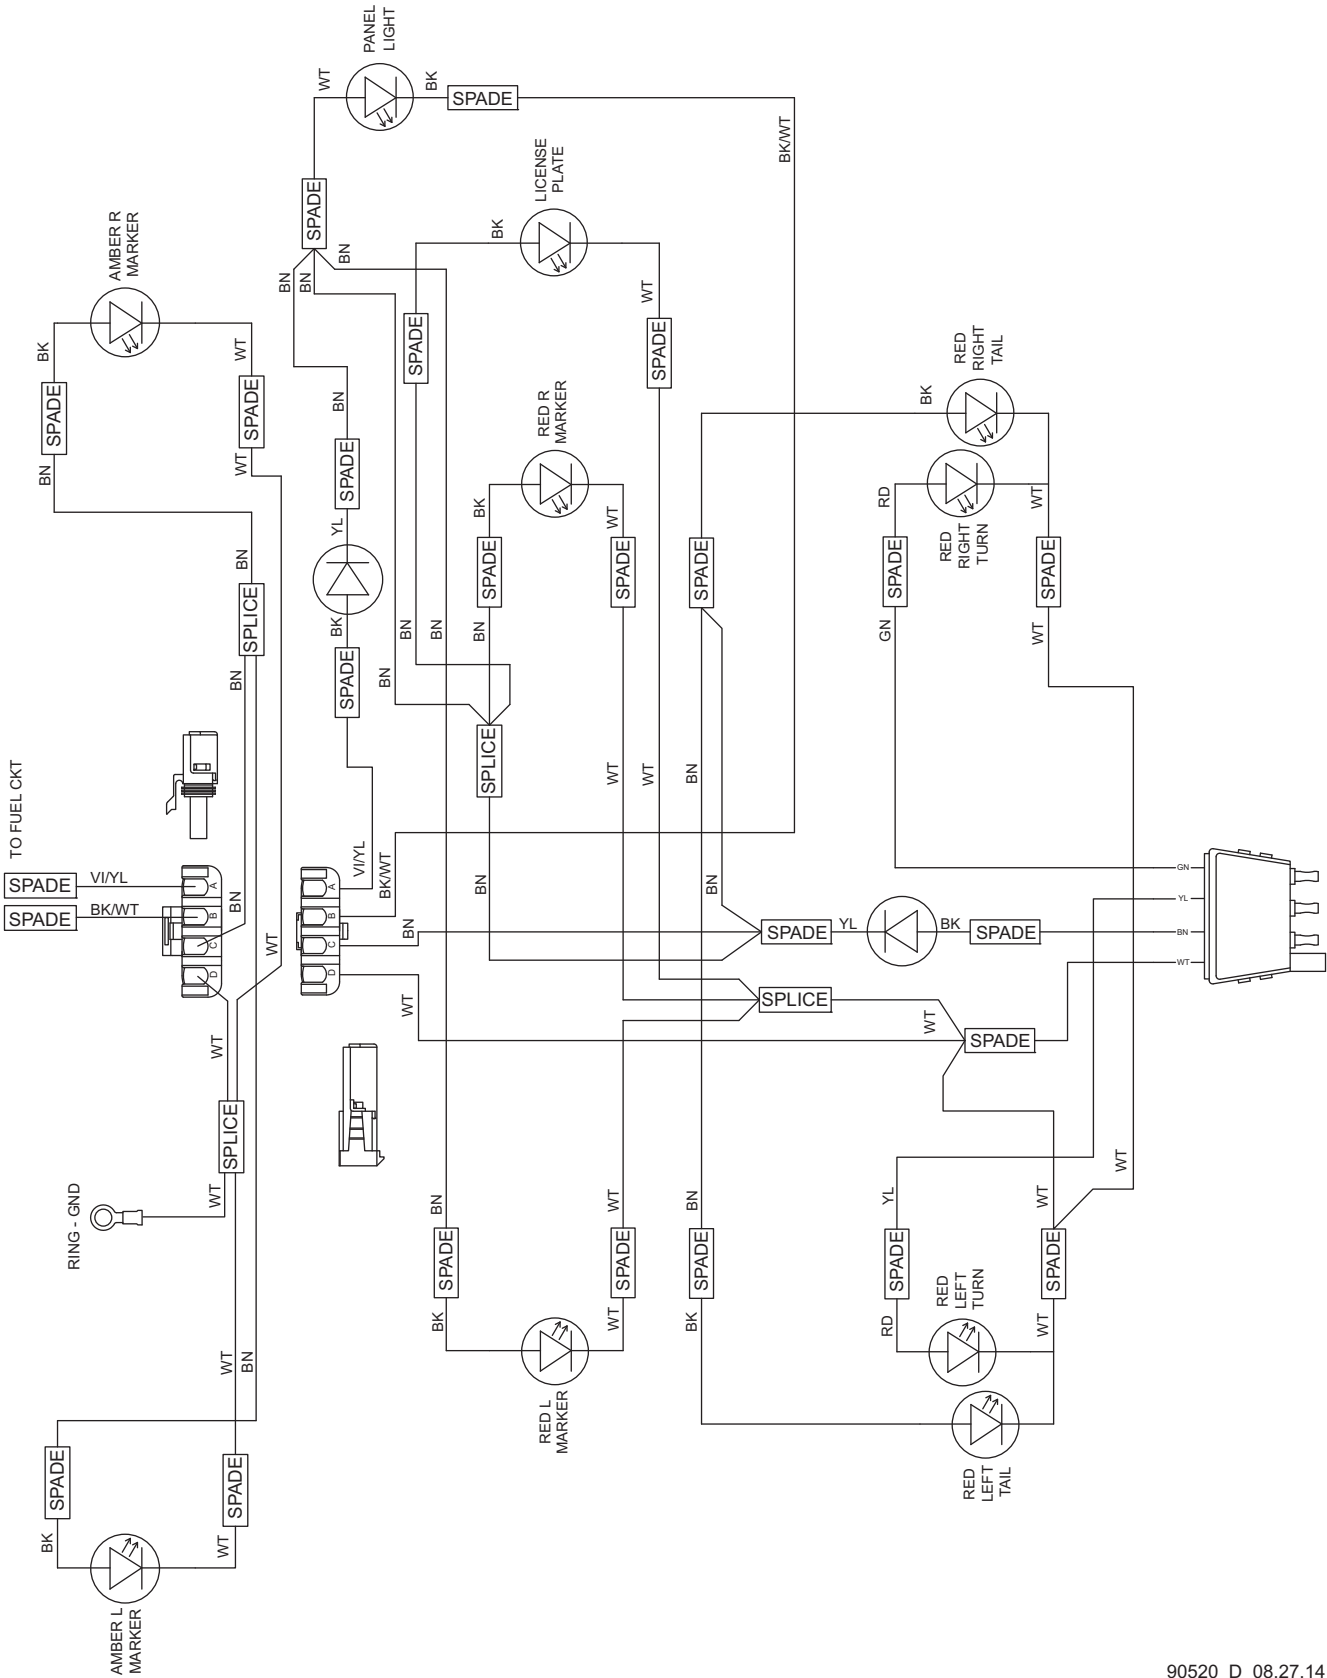 PANEL
LIGHT
WT
BK
SPADE
BK/WT
SPADE
BN
BN
BN
LICENSE
PLATE
BK
WT
SPADE
SPADE
AMBER R
MARKER
BK
SPADE
BN
WT
SPADE
WT
BN
SPLICE
BN
BN
SPADE
YL
BK
SPADE
BN
BN
BN
RED R
MARKER
BK
SPADE
BN
WT
SPADE
SPLICE
WT
WT
RED
RIGHT
TAIL
BK
RED
RIGHT
TURN
RD
SPADE
GN
WT
SPADE
WT
SPADE
BN
BN
TO FUEL CKT
SPADE
VI/YL
SPADE
BK/WT
A
B
C
D
BN
WT
WT
VI/YL
BK/WT
A
B
C
D
BN
WT
BN
SPADE
YL
BK
SPADE
GN
YL
BN
WT
SPLICE
WT
SPADE
SPLICE
WT
RING - GND
WT
BN
BN
SPADE
BK
WT
SPADE
WT
BN
SPADE
BK
YL
SPADE
RD
WT
SPADE
WT
WT
RED
LEFT
TURN
RED
LEFT
TAIL
RED L
MARKER
SPADE
BK
SPADE
WT
AMBER L
MARKER
90520_D_08.27.14